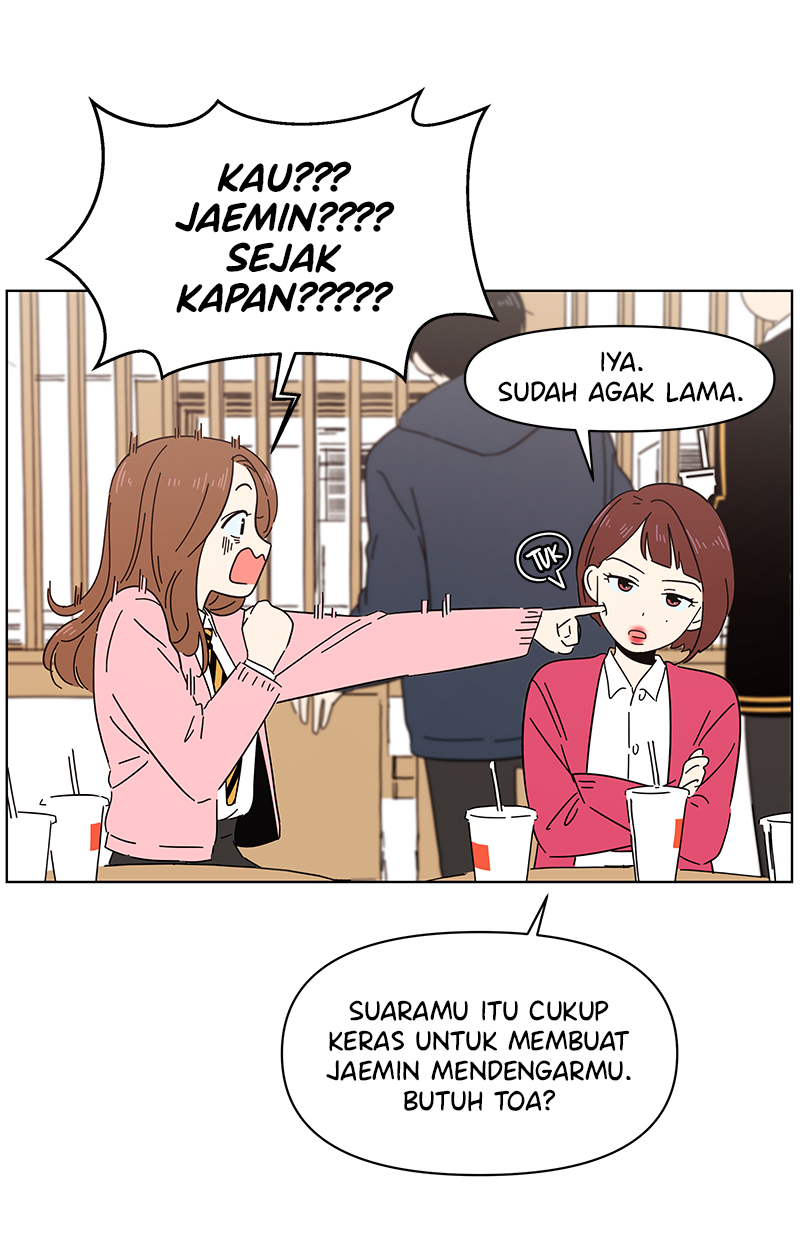 KAU???
JAEMIN????
SEJAK
KAPAN?????
IYA.
SUDAH AGAK LAMA.
TUK
SUARAMU ITU CUKUP
KERAS UNTUK MEMBUAT
JAEMIN MENDENGARMU.
BUTUH TOA?